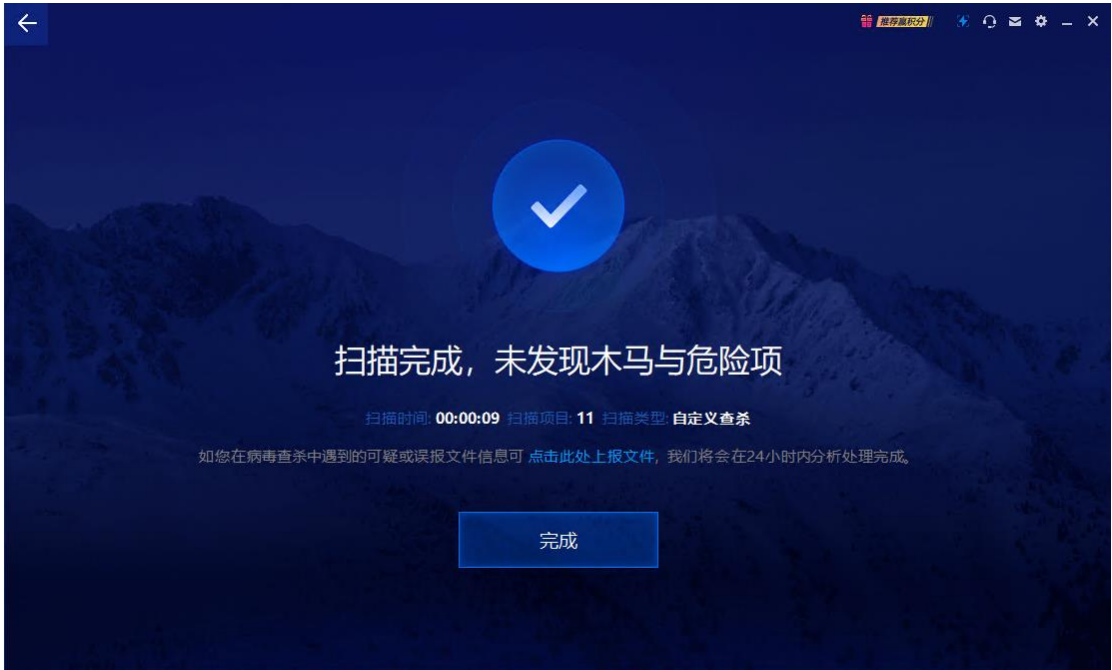 推荐赢积分
扫描完成，未发现木马与危险项
扫描时间: 00:00:09 扫描项目: 11 扫描类型: 自定义查杀
如您在病毒查杀中遇到的可疑或误报文件信息可 点击此处上报文件，我们将会在24小时内分析处理完成。
完成